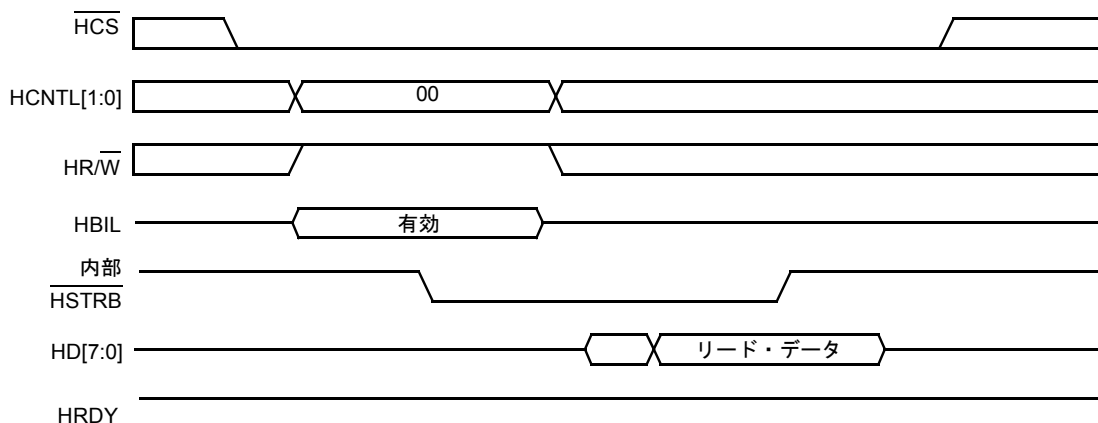 HCS
HCNTL[1:0]
00
HR/W
HBIL
有効
内部
HSTRB
HD[7:0]
リード・データ
HRDY